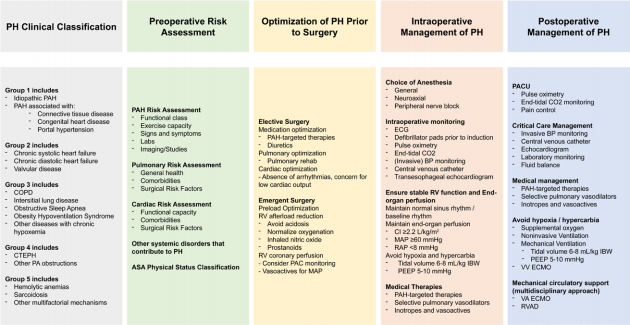 PH Clinical Classification
Group 1 includes
• Idiopathic PAH
• PAH associated with:
• Connective tissue disease
• Congenital heart disease
• Portal hypertension
Group 2 includes
• Chronic systolic heart failure
• Chronic diastolic heart failure
• Valvular disease
Group 3 includes
• COPD
• Interstital lung disease
• Obstructive Sleep Apnea
• Obesity Hypoventilation Syndrome
• Other diseases with chronic
hypoxemia
Group 4 includes
• CTEPH
• Other PA obstructions
Group 5 includes
• Hemolytic anemias
• Sarcoidosis
• Other multifactorial mechanisms
Preoperative Risk
Assessment
PAH Risk Assessment
• Functional class
• Exercise capacity
• Signs and symptoms
• Labs
• Imaging/Studies
Pulmonary Risk Assessment
• General health
• Comorbidities
• Surgical Risk Factors
Cardiac Risk Assessment
• Functional capacity
• Comorbidities
• Surgical Risk Factors
Other systemic disorders that
contribute to PH
ASA Physical Status Classification
Optimization of PH Prior
to Surgery
Elective Surgery
Medication optimization
• PAH-targeted therapies
• Diuretics
Pulmonary optimization
• Pulmonary rehab
Cardiac optimization
- Absence of arrhythmias, concern for
low cardiac output
Emergent Surgery
Preload Optimization
RV afterload reduction
• Avoid acidosis
• Normalize oxygenation
• Inhaled nitric oxide
• Prostanoids
RV coronary perfusion
- Consider PAC monitoring
- Vasoactives for MAP
Intraoperative
Management of PH
Choice of Anesthesia
• General
• Neuroaxial
• Peripheral nerve block
Intraoperative monitoring
• ECG
• Defibrillator pads prior to induction
• Pulse oximetry
• End-tidal CO2
• (Invasive) BP monitoring
• Central venous catheter
• Transesophageal echocardiogram
Ensure stable RV function and End-
organ perfusion
Maintain normal sinus rhythm /
baseline rhythm
Maintain end-organ perfusion
• CI ≥2.2 L/kg/m²
• MAP ≥60 mmHg
• RAP <8 mmHg
Avoid hypoxia and hypercarbia
• Tidal volume 6-8 mL/kg IBW
• PEEP 5-10 mmHg
Medical Therapies
• PAH-targeted therapies
• Selective pulmonary vasodilators
• Inotropes and vasoactives
Postoperative
Management of PH
PACU
• Pulse oximetry
• End-tidal CO2 monitoring
• Pain control
Critical Care Management
• Invasive BP monitoring
• Central venous catheter
• Echocardiogram
• Laboratory monitoring
• Fluid balance
Medical management
• PAH-targeted therapies
• Selective pulmonary vasodilators
• Inotropes and vasoactives
Avoid hypoxia / hypercarbia
• Supplemental oxygen
• Noninvasive Ventilation
• Mechanical Ventilation
• Tidal volume 6-8 mL/kg IBW
• PEEP 5-10 mmHg
• VV ECMO
Mechanical circulatory support
(multidisciplinary approach)
• VA ECMO
• RVAD